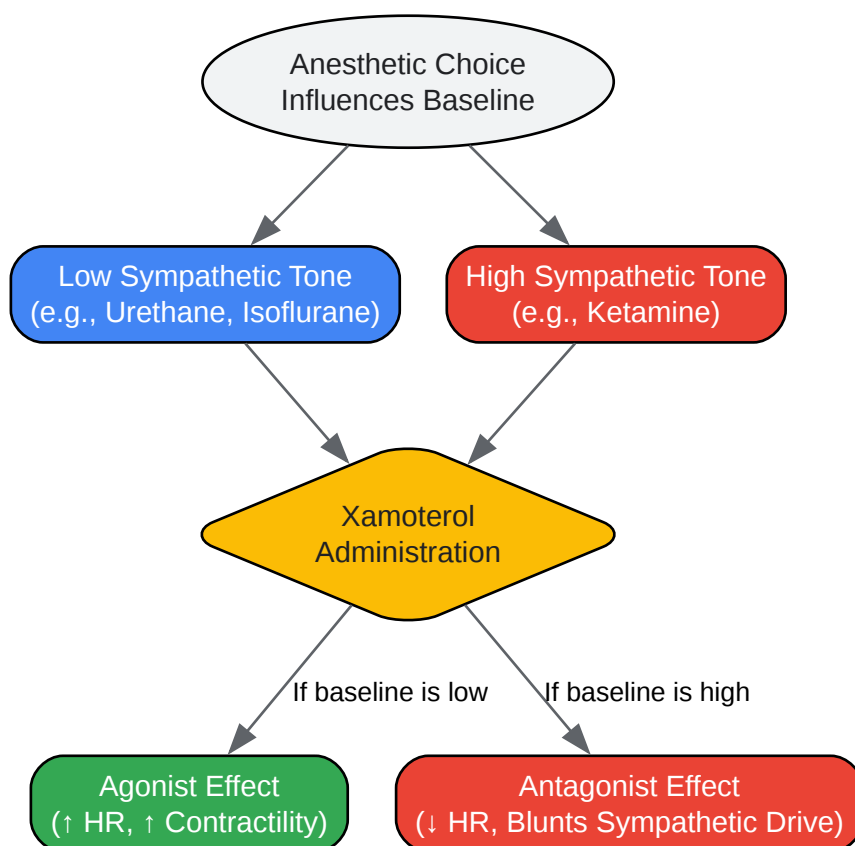 Anesthetic Choice
Influences Baseline
Low Sympathetic Tone
(e.g., Urethane, Isoflurane)
High Sympathetic Tone
(e.g., Ketamine)
Xamoterol
Administration
If baseline is low
If baseline is high
Agonist Effect
(↑ HR, ↑ Contractility)
Antagonist Effect
(↓ HR, Blunts Sympathetic Drive)